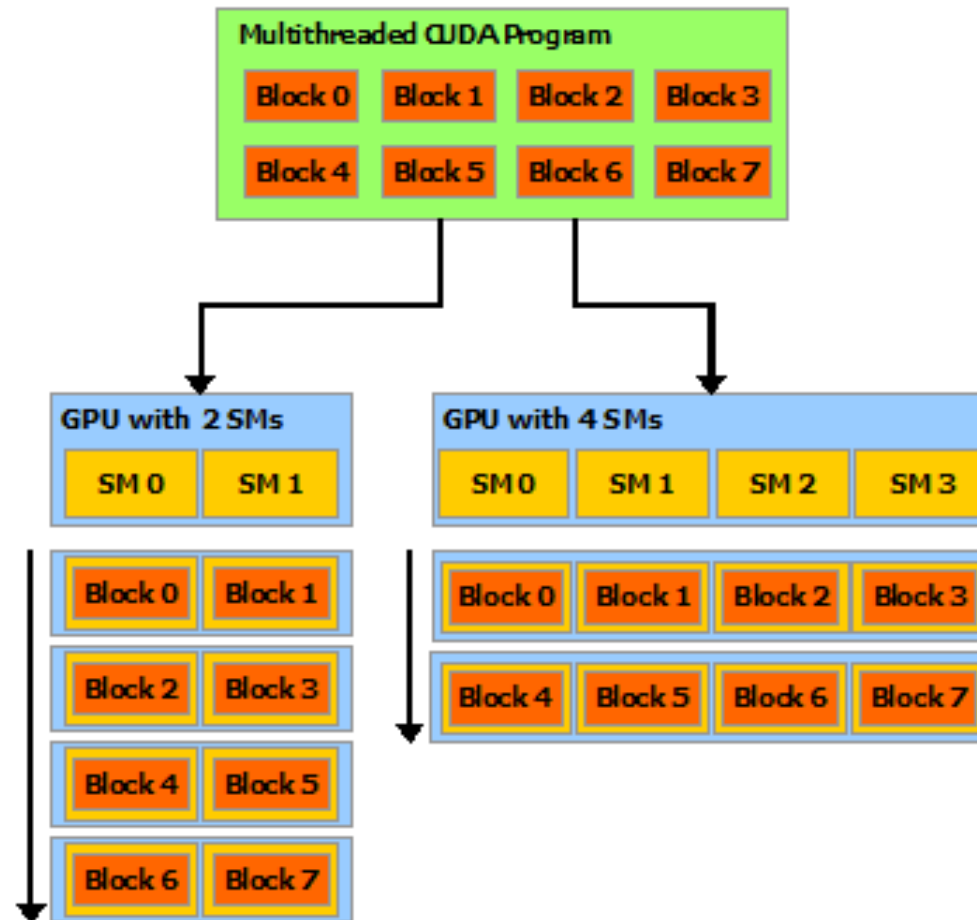 Multithreaded CUDA Program
Block 0 Block 1 Block 2 Block 3
Block 4 Block 5 Block 6 Block 7
GPU with 2 SMs
SM 0 SM 1
Block 0 Block 1
Block 2 Block 3
Block 4 Block 5
Block 6 Block 7
GPU with 4 SMs
SM 0 SM 1 SM 2 SM 3
Block 0 Block 1 Block 2 Block 3
Block 4 Block 5 Block 6 Block 7